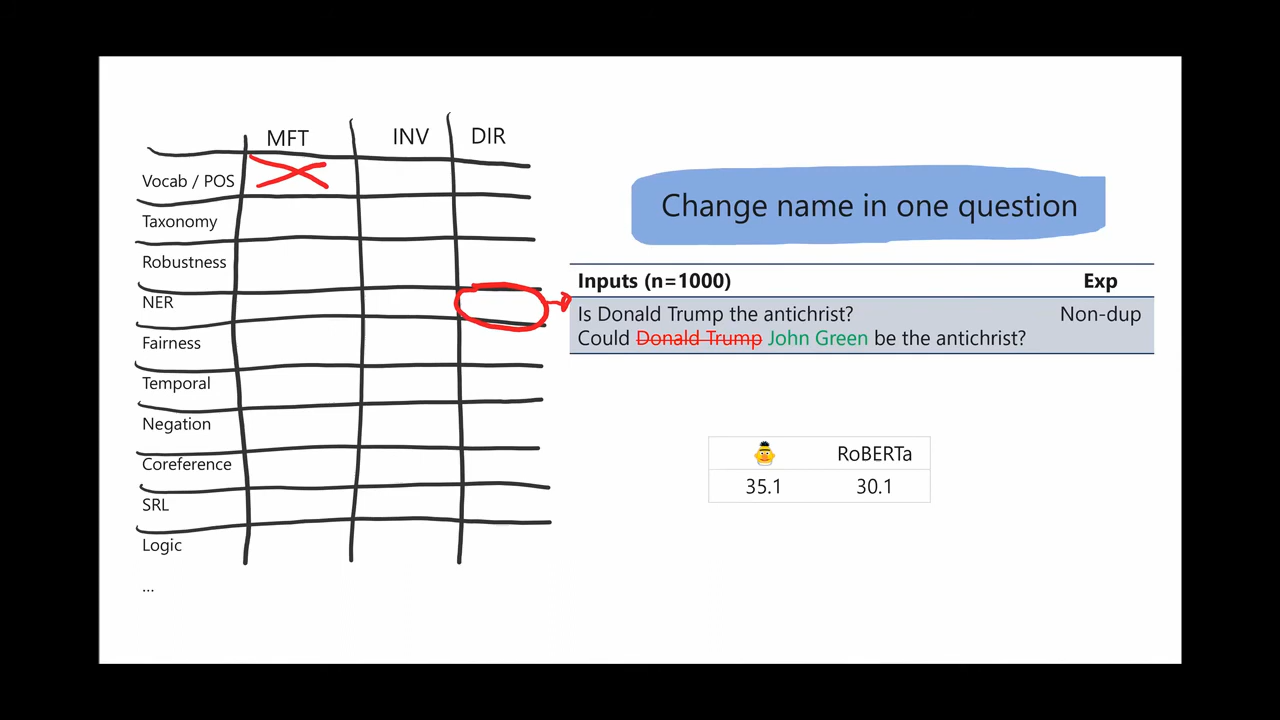 MFT INV DIR
Vocab / POS
Taxonomy
Robustness
NER
Fairness
Temporal
Negation
Coreference
SRL
Logic
...
Change name in one question
Inputs (n=1000) Exp
Is Donald Trump the antichrist? Non-dup
Could Donald Trump John Green be the antichrist?
RoBERTa
35.1 30.1